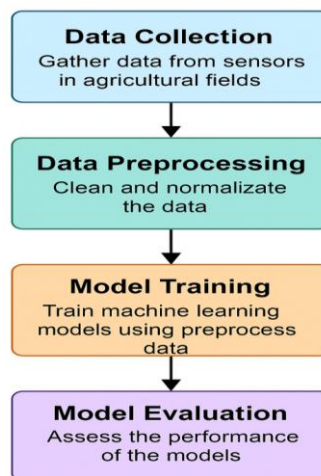 Data Collection
Gather data from sensors
in agricultural fields
Data Preprocessing
Clean and normalizate
the data
Model Training
Train machine learning
models using preprocess
data
Model Evaluation
Assess the performance
of the models